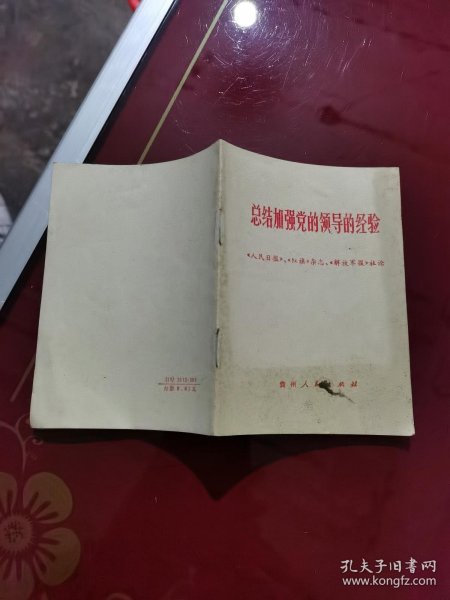 总结加强党的领导的经验
《人民日报》、《红旗》杂志、《解放军报》社论
贵州人民出版社
孔夫子旧书网
www.kongfz.com